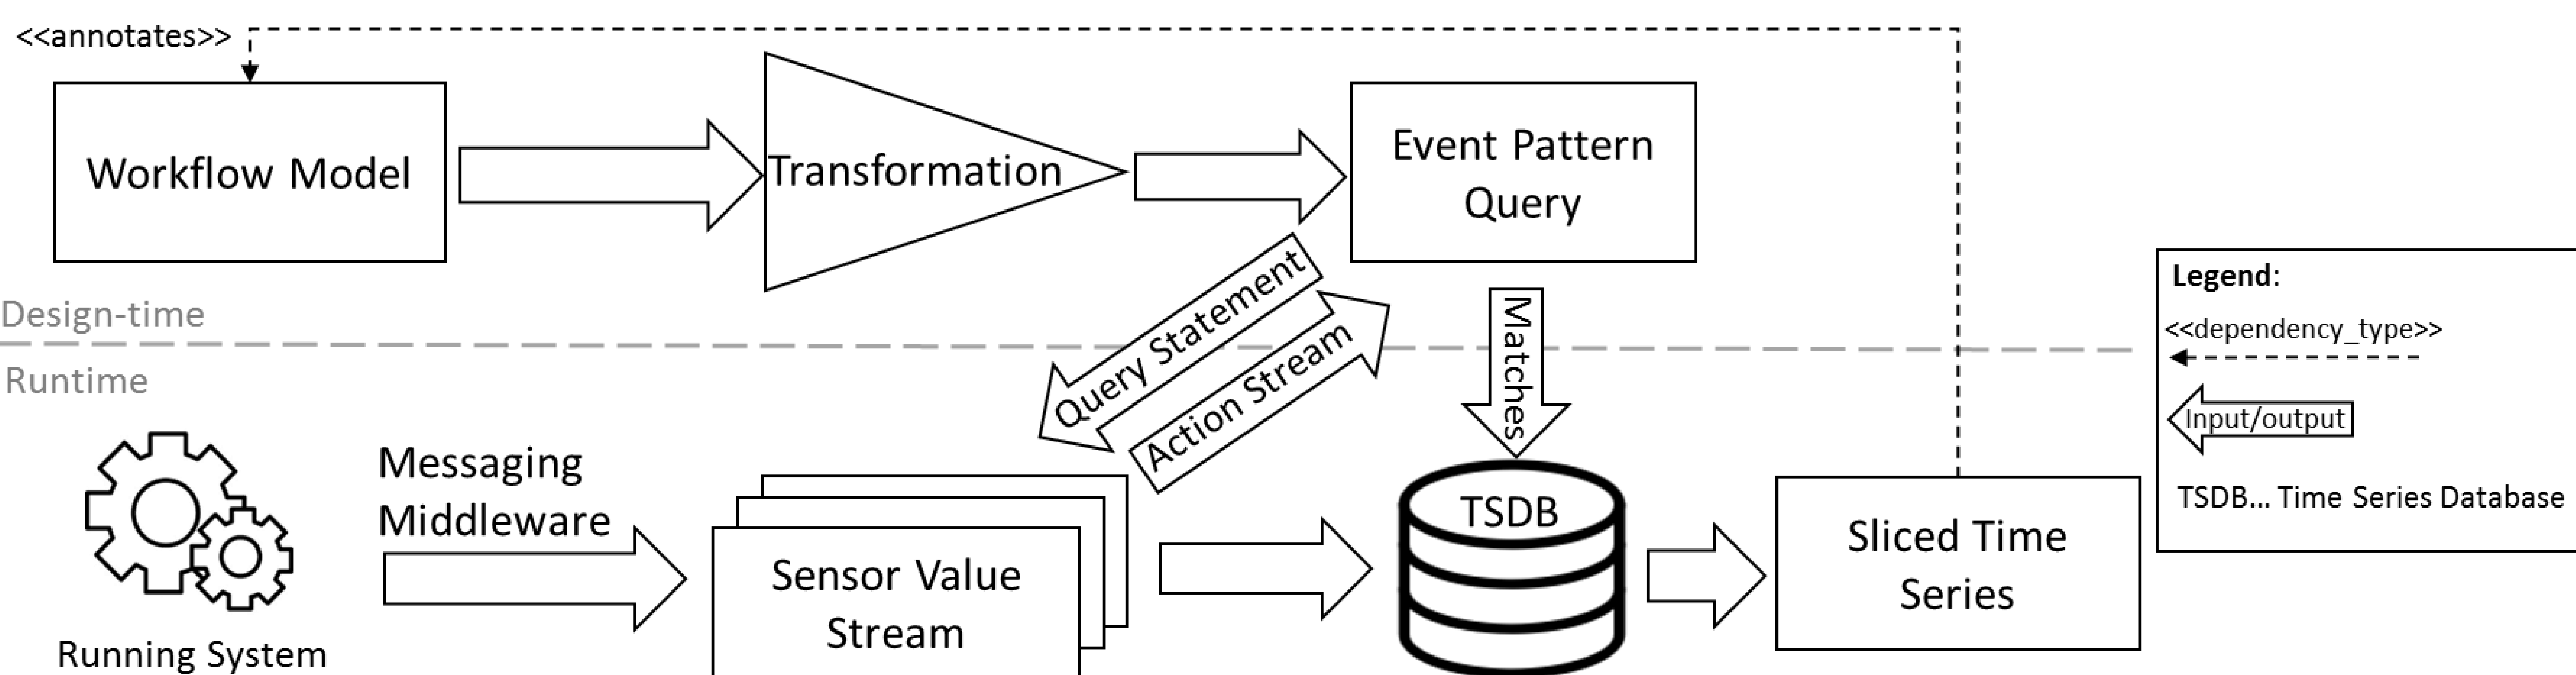 <<annotates>>
Workflow Model
Transformation
Event Pattern
Query
Design-time
Runtime
Query Statement
Action Stream
Matches
Legend:
<<dependency_type>>
Input/output
TSDB... Time Series Database
Messaging
Middleware
Running System
Sensor Value
Stream
TSDB
Sliced Time
Series